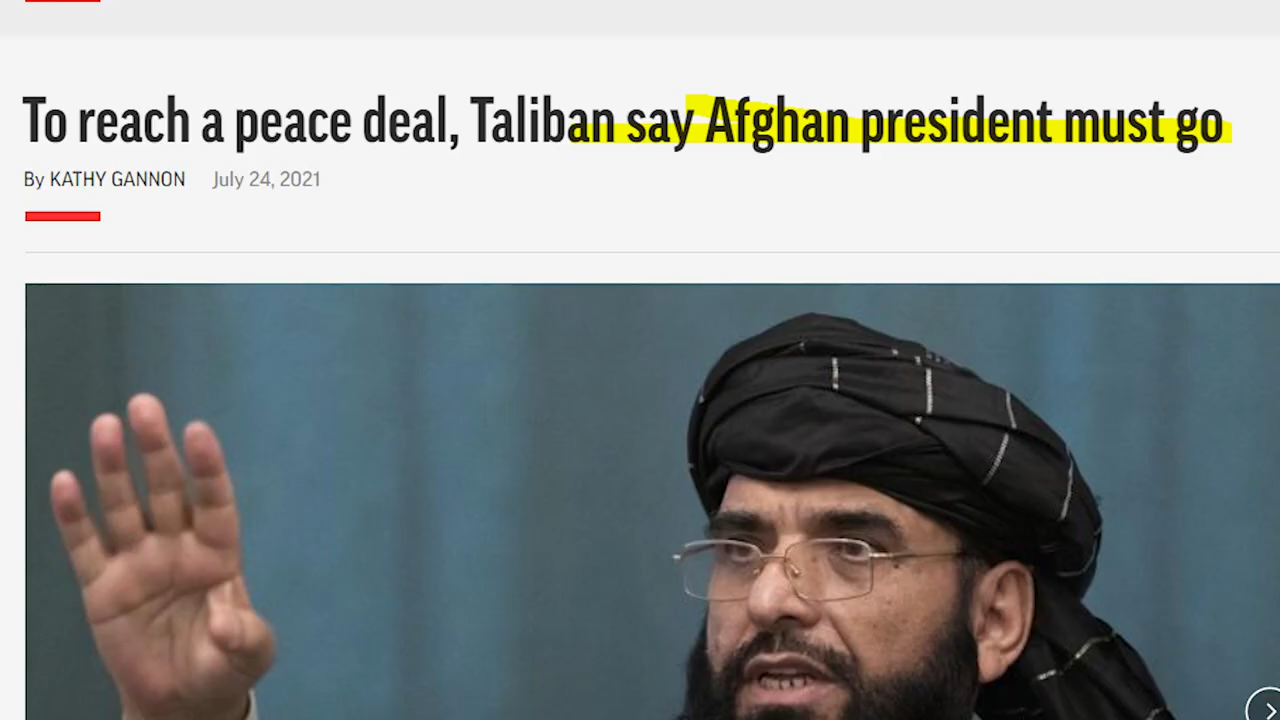 To reach a peace deal, Taliban say Afghan president must go
By KATHY GANNON July 24, 2021